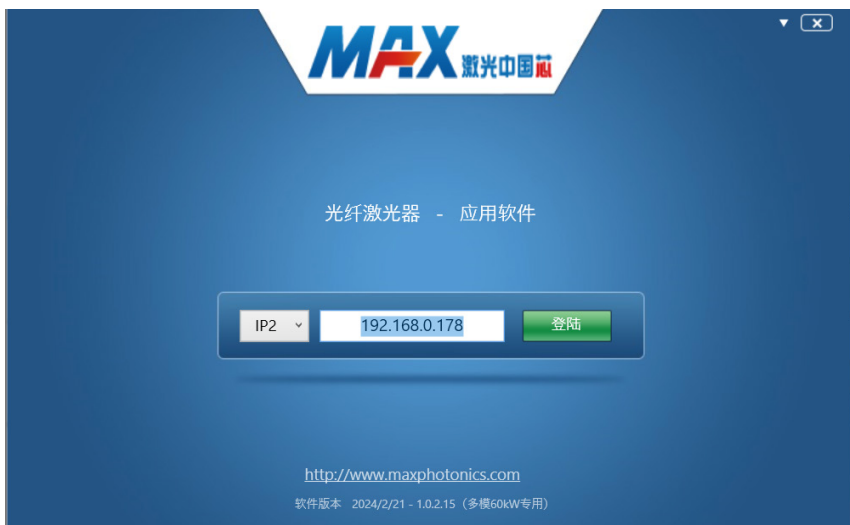 MAX 激光中国芯
光纤激光器 - 应用软件
IP2 192.168.0.178 登陆
http://www.maxphotonics.com
软件版本 2024/2/21 - 1.0.2.15（多模60kW专用）